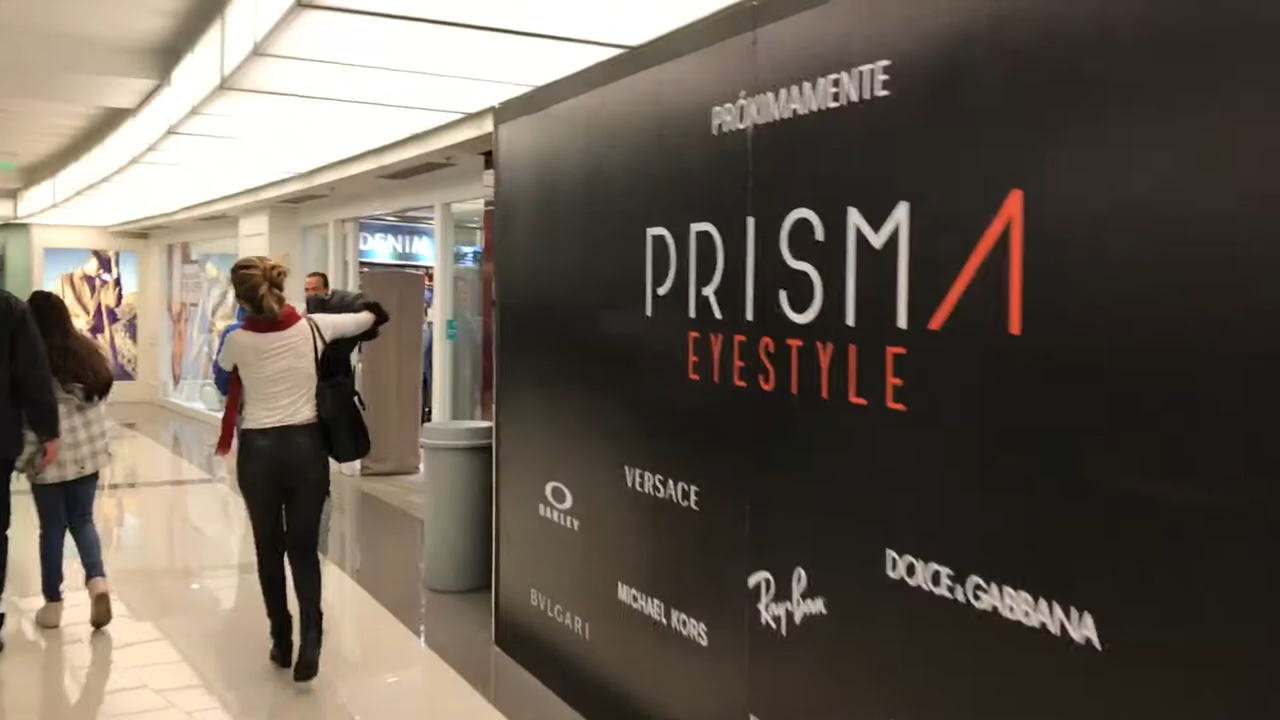 DENIM
PRÓXIMAMENTE
PRISMA
EYESTYLE
OAKLEY
VERSACE
BVLGARI
MICHAEL KORS
Ray-Ban
DOLCE & GABBANA